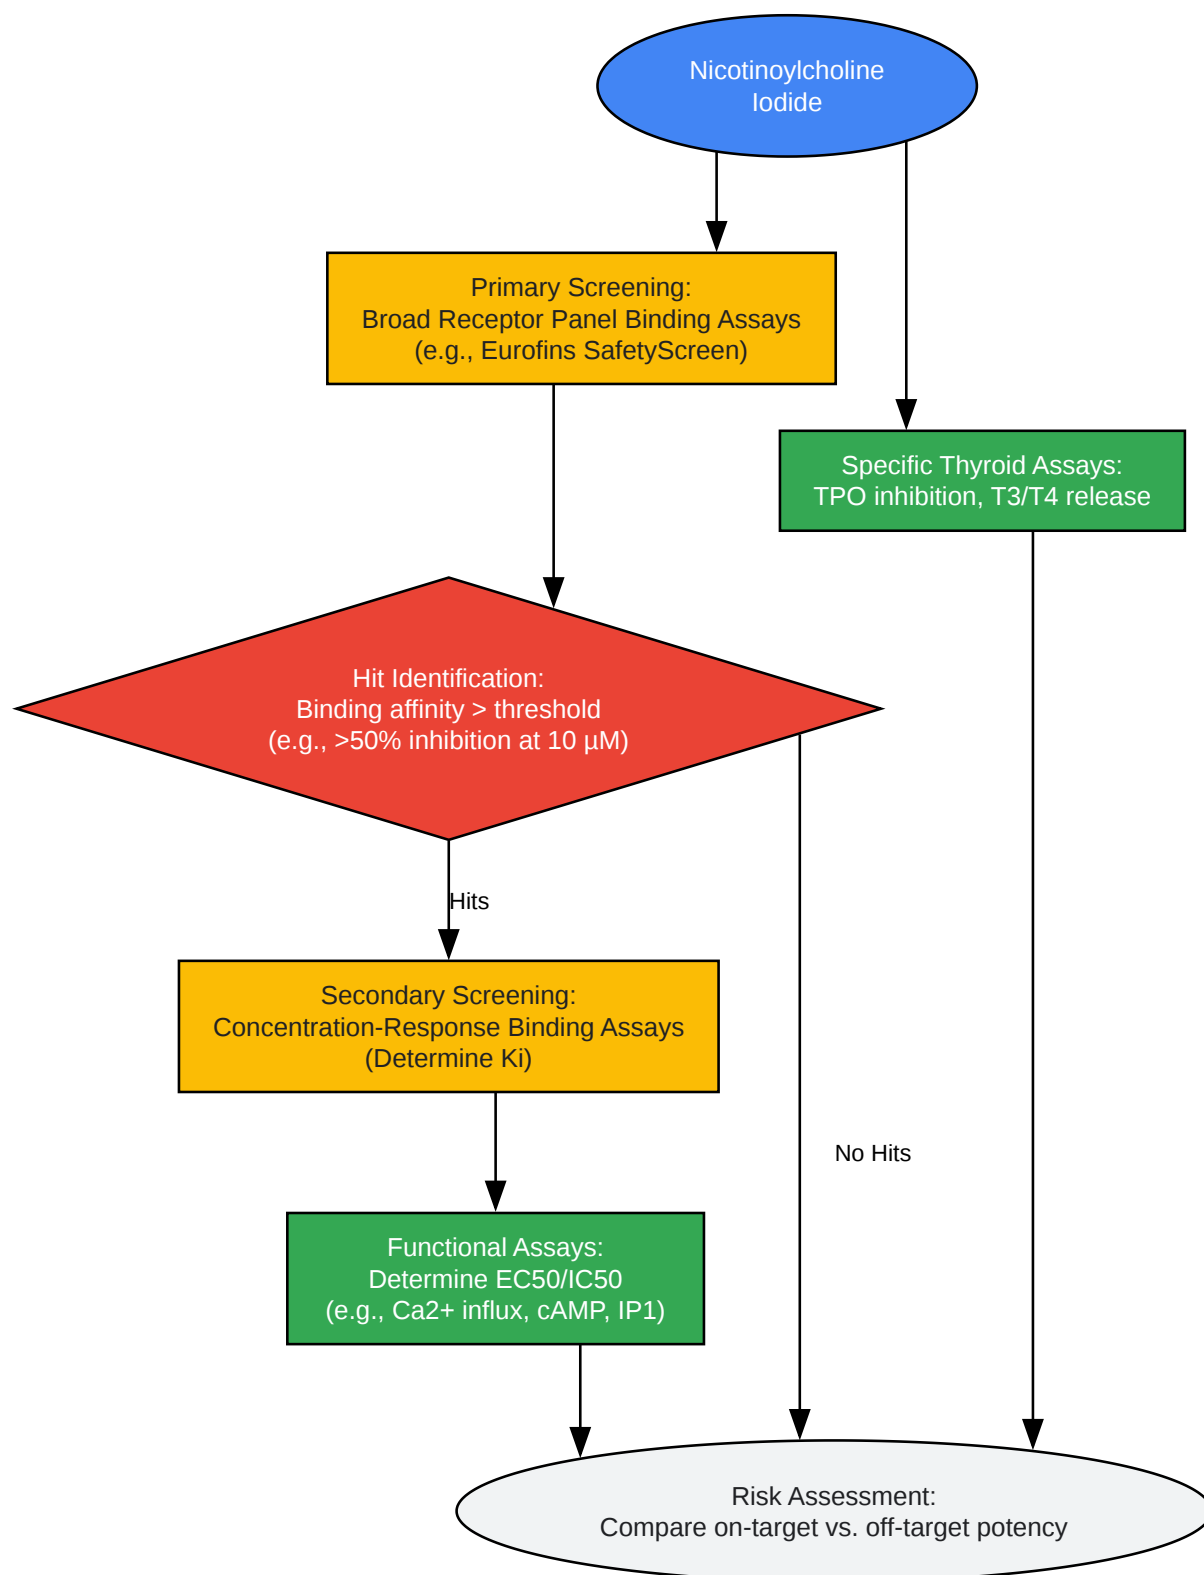 Nicotinoylcholine
Iodide
Primary Screening:
Broad Receptor Panel Binding Assays
(e.g., Eurofins SafetyScreen)
Specific Thyroid Assays:
TPO inhibition, T3/T4 release
Hit Identification:
Binding affinity > threshold
(e.g., >50% inhibition at 10 µM)
Hits
Secondary Screening:
Concentration-Response Binding Assays
(Determine Ki)
No Hits
Functional Assays:
Determine EC50/IC50
(e.g., Ca2+ influx, cAMP, IP1)
Risk Assessment:
Compare on-target vs. off-target potency